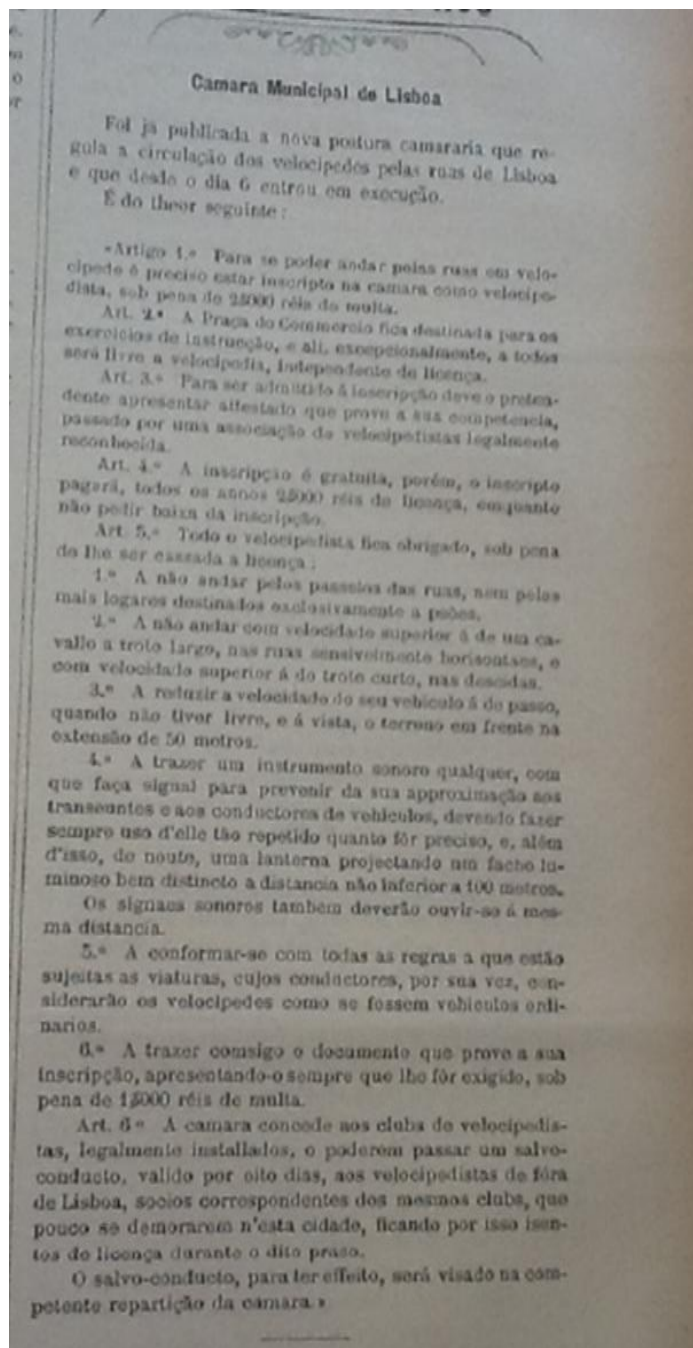 Camara Municipal de Lisboa
Foi já publicada a nova postura camararia que re-
gula a circulação dos velocipedes pelas ruas de Lisboa
e que desde o dia 6 entrou em execução.
É do theor seguinte:
«Artigo 1.º Para se poder andar pelas ruas em velo-
cipede é preciso estar inscripto na camara como velocipe-
dista, sob pena de 2$000 réis de multa.
Art. 2.º A Praça do Commercio fica destinada para os
exercicios de instrucção, e ali, excepcionalmente, a todos
será livre a velocipedia, independente de licença.
Art. 3.º Para ser admittido á inscripção deve o preten-
dente apresentar attestado que prove a sua competencia,
passado por uma associação de velocipedistas legalmente
reconhecida.
Art. 4.º A inscripção é gratuita, porém, o inscripto
pagará, todos os annos 2$000 réis de licença, emquanto
não pedir baixa da inscripção.
Art. 5.º Todo o velocipedista fica obrigado, sob pena
de lhe ser cassada a licença:
1.º A não andar pelos passeios das ruas, nem pelos
mais logares destinados exclusivamente a peões.
2.º A não andar com velocidade superior á de um ca-
vallo a trote largo, nas ruas sensivelmente horisontaes, e
com velocidade superior á do trote curto, nas descidas.
3.º A reduzir a velocidade do seu vehiculo á de passo,
quando não tiver livre, e á vista, o terreno em frente na
extensão de 50 metros.
4.º A trazer um instrumento sonoro qualquer, com
que faça signal para prevenir da sua approximação aos
transeuntes e aos conductores de vehiculos, devendo fazer
sempre uso d'elle tão repetido quanto fôr preciso, e, além
d'isso, de noute, uma lanterna projectando um facho lu-
minoso bem distincto a distancia não inferior a 100 metros.
Os signaes sonoros tambem deverão ouvir-se á mes-
ma distancia.
5.º A conformar-se com todas as regras a que estão
sujeitas as viaturas, cujos conductores, por sua vez, con-
siderarão os velocipedes como se fossem vehiculos ordi-
narios.
6.º A trazer comsigo o documento que prove a sua
inscripção, apresentando-o sempre que lhe fôr exigido, sob
pena de 1$000 réis de multa.
Art. 6.º A camara concede aos clubs de velocipedis-
tas, legalmente installados, o poderem passar um salvo-
conducto, valido por oito dias, aos velocipedistas de fóra
de Lisboa, socios correspondentes dos mesmos clubs, que
pouco se demorarem n'esta cidade, ficando por isso isen-
tos de licença durante o dito praso.
O salvo-conducto, para ter effeito, será visado na com-
petente repartição da camara.»